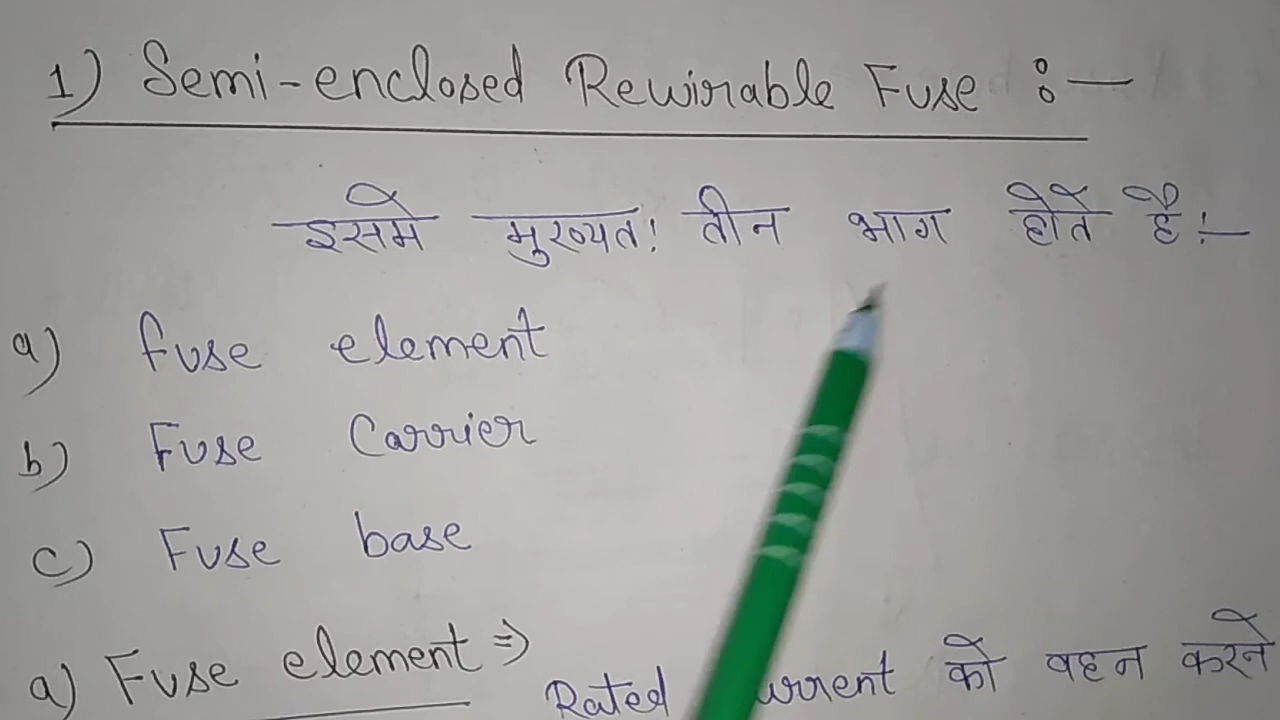 1) Semi-enclosed Rewirable Fuse :-
इसमे मुख्यत: तीन भाग होते है :-
a) fuse element
b) Fuse Carrier
c) Fuse base
a) Fuse element => Rated को वहन करने